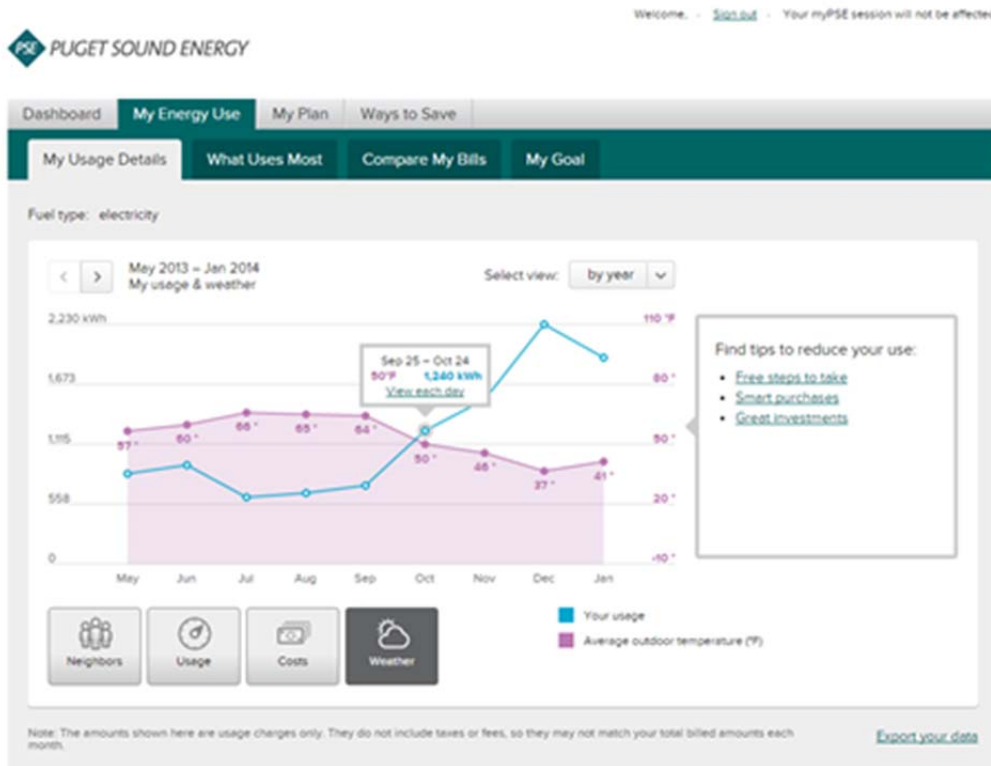 Welcome, · Sign out · Your myPSE session will not be affected
PSE PUGET SOUND ENERGY
Dashboard My Energy Use My Plan Ways to Save
My Usage Details What Uses Most Compare My Bills My Goal
Fuel type: electricity
May 2013 – Jan 2014
My usage & weather
Select view: by year
2,230 kWh
1,673
1,115
558
0
110 °F
80 °
50 °
20 °
-10 °
Sep 25 – Oct 24
50°F 1,240 kWh
View each day
57 ° 60 ° 66 ° 65 ° 64 ° 50 ° 46 ° 37 ° 41 °
May Jun Jul Aug Sep Oct Nov Dec Jan
Find tips to reduce your use:
• Free steps to take
• Smart purchases
• Great investments
Neighbors Usage Costs Weather
Your usage
Average outdoor temperature (°F)
Note: The amounts shown here are usage charges only. They do not include taxes or fees, so they may not match your total billed amounts each
month.
Export your data